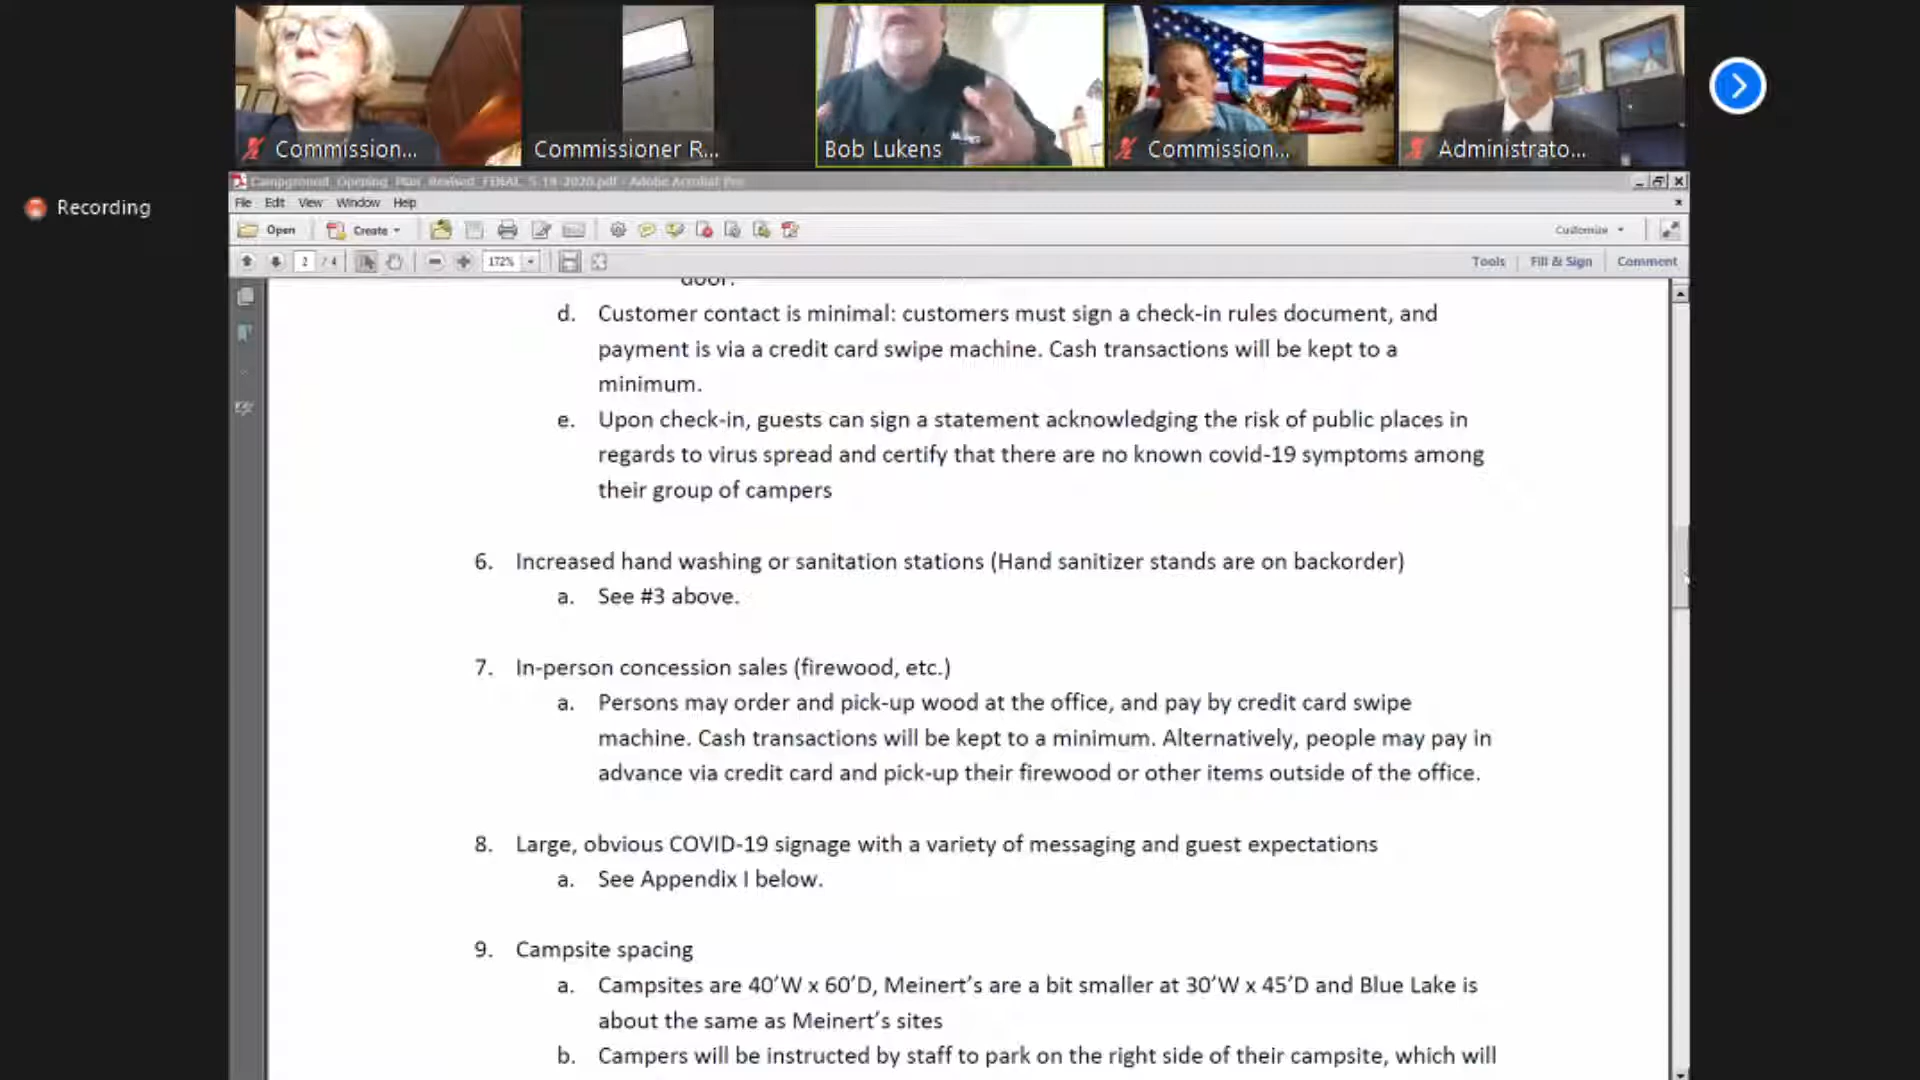 Commission...
Commissioner R...
Bob Lukens
Commission...
Administrato...
Recording
Campground_Opening_Plan_Revised_FINAL_5-19-2020.pdf - Adobe Acrobat Pro
File Edit View Window Help
Open Create Customize
2 / 4 172% Tools Fill & Sign Comment
door.
d. Customer contact is minimal: customers must sign a check-in rules document, and
payment is via a credit card swipe machine. Cash transactions will be kept to a
minimum.
e. Upon check-in, guests can sign a statement acknowledging the risk of public places in
regards to virus spread and certify that there are no known covid-19 symptoms among
their group of campers
6. Increased hand washing or sanitation stations (Hand sanitizer stands are on backorder)
a. See #3 above.
7. In-person concession sales (firewood, etc.)
a. Persons may order and pick-up wood at the office, and pay by credit card swipe
machine. Cash transactions will be kept to a minimum. Alternatively, people may pay in
advance via credit card and pick-up their firewood or other items outside of the office.
8. Large, obvious COVID-19 signage with a variety of messaging and guest expectations
a. See Appendix I below.
9. Campsite spacing
a. Campsites are 40’W x 60’D, Meinert’s are a bit smaller at 30’W x 45’D and Blue Lake is
about the same as Meinert’s sites
b. Campers will be instructed by staff to park on the right side of their campsite, which will